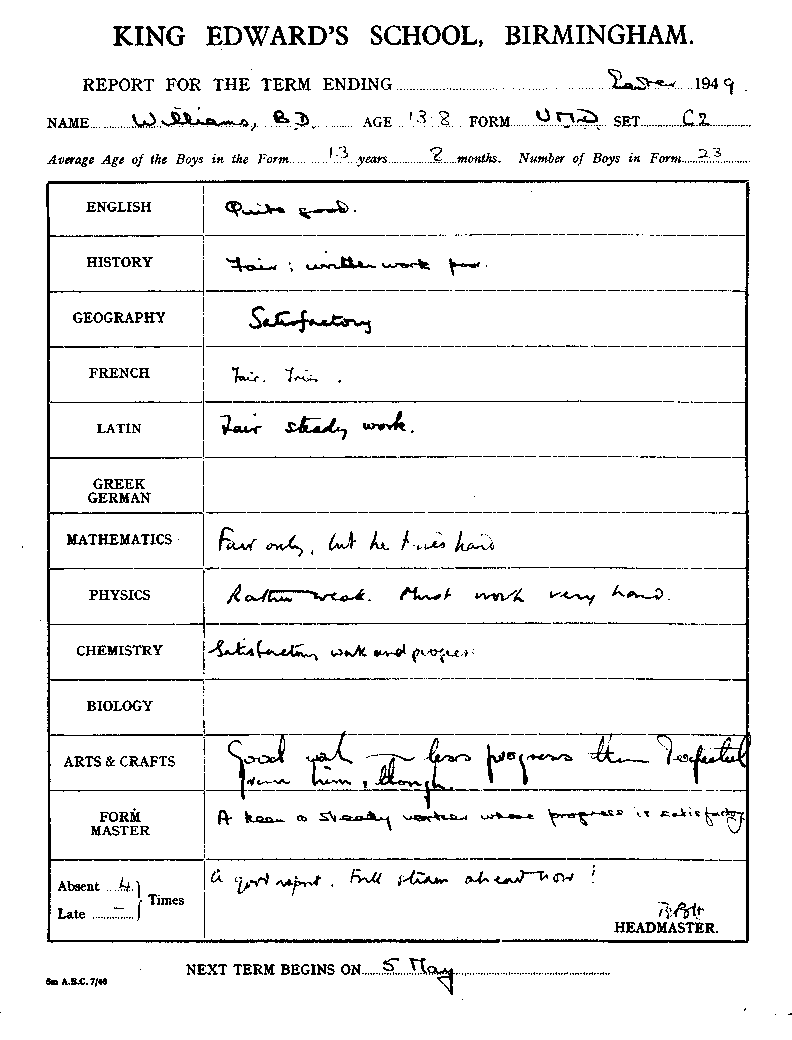 KING EDWARD'S SCHOOL, BIRMINGHAM.
REPORT FOR THE TERM ENDING Easter 1949.
NAME Williams, B D. AGE 13·8 FORM UMD SET C2
Average Age of the Boys in the Form 13 years 8 months. Number of Boys in Form 23
ENGLISH Quite good.
HISTORY Fair; written work poor.
GEOGRAPHY Satisfactory
FRENCH Fair. Tries.
LATIN Fair steady work.
GREEK
GERMAN
MATHEMATICS Fair only, but he tries hard
PHYSICS Rather weak. Must work very hard.
CHEMISTRY Satisfactory work and progress.
BIOLOGY
ARTS & CRAFTS Good work — less progress than I expected
from him, though.
FORM MASTER A keen & steady worker whose progress is satisfactory
Absent 4 Times
Late —
A good report. Full steam ahead now!
HEADMASTER.
NEXT TERM BEGINS ON 5 May
5m A.B.C. 7/46